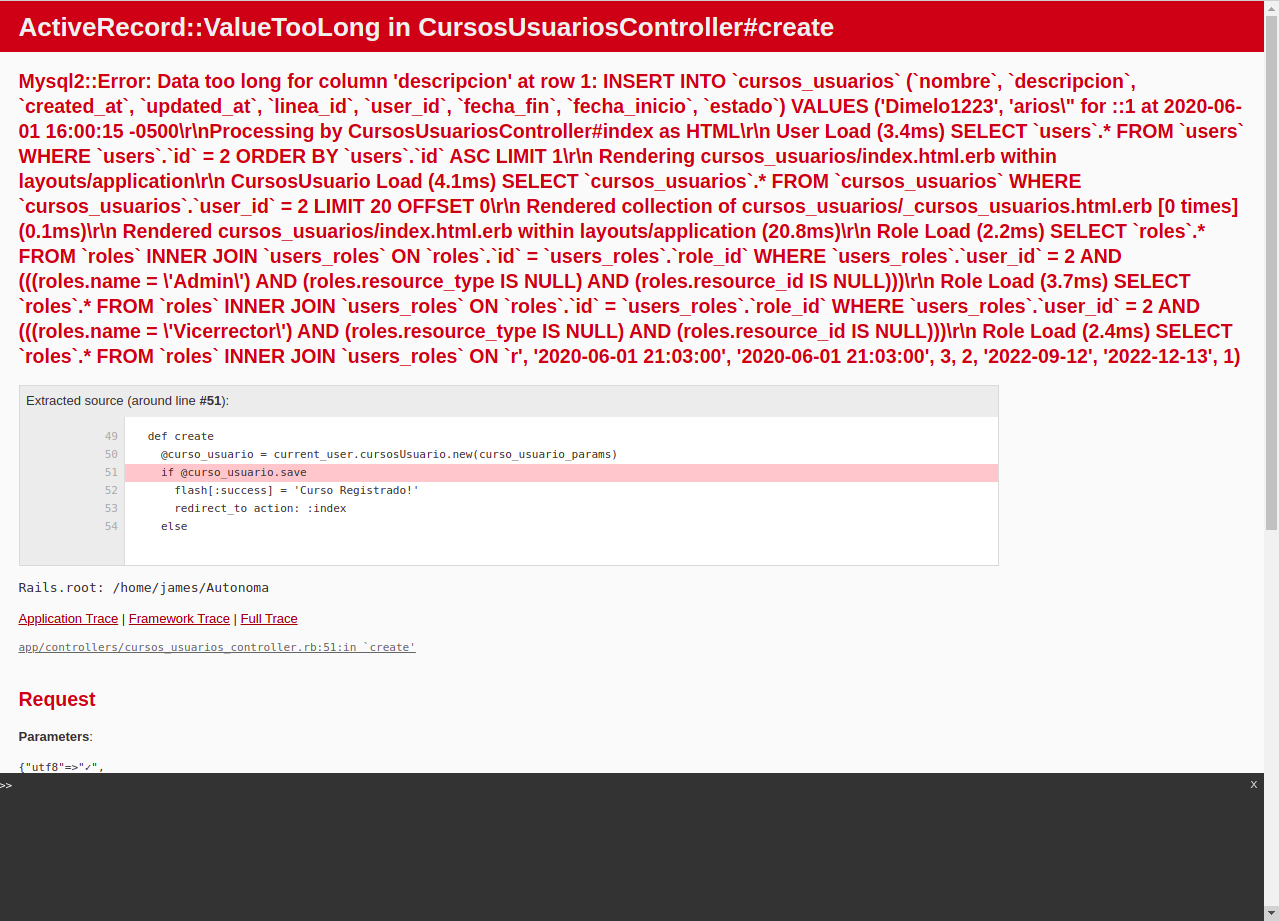 ActiveRecord::ValueTooLong in CursosUsuariosController#create
Mysql2::Error: Data too long for column 'descripcion' at row 1: INSERT INTO `cursos_usuarios` (`nombre`, `descripcion`,
`created_at`, `updated_at`, `linea_id`, `user_id`, `fecha_fin`, `fecha_inicio`, `estado`) VALUES ('Dimelo1223', 'arios\" for ::1 at 2020-06-
01 16:00:15 -0500\r\nProcessing by CursosUsuariosController#index as HTML\r\n User Load (3.4ms) SELECT `users`.* FROM `users`
WHERE `users`.`id` = 2 ORDER BY `users`.`id` ASC LIMIT 1\r\n Rendering cursos_usuarios/index.html.erb within
layouts/application\r\n CursosUsuario Load (4.1ms) SELECT `cursos_usuarios`.* FROM `cursos_usuarios` WHERE
`cursos_usuarios`.`user_id` = 2 LIMIT 20 OFFSET 0\r\n Rendered collection of cursos_usuarios/_cursos_usuarios.html.erb [0 times]
(0.1ms)\r\n Rendered cursos_usuarios/index.html.erb within layouts/application (20.8ms)\r\n Role Load (2.2ms) SELECT `roles`.*
FROM `roles` INNER JOIN `users_roles` ON `roles`.`id` = `users_roles`.`role_id` WHERE `users_roles`.`user_id` = 2 AND
(((roles.name = \'Admin\') AND (roles.resource_type IS NULL) AND (roles.resource_id IS NULL)))\r\n Role Load (3.7ms) SELECT
`roles`.* FROM `roles` INNER JOIN `users_roles` ON `roles`.`id` = `users_roles`.`role_id` WHERE `users_roles`.`user_id` = 2 AND
(((roles.name = \'Vicerrector\') AND (roles.resource_type IS NULL) AND (roles.resource_id IS NULL)))\r\n Role Load (2.4ms) SELECT
`roles`.* FROM `roles` INNER JOIN `users_roles` ON `r', '2020-06-01 21:03:00', '2020-06-01 21:03:00', 3, 2, '2022-09-12', '2022-12-13', 1)
Extracted source (around line #51):
49 def create
50 @curso_usuario = current_user.cursosUsuario.new(curso_usuario_params)
51 if @curso_usuario.save
52 flash[:success] = 'Curso Registrado!'
53 redirect_to action: :index
54 else
Rails.root: /home/james/Autonoma
Application Trace | Framework Trace | Full Trace
app/controllers/cursos_usuarios_controller.rb:51:in `create'
Request
Parameters:
{"utf8"=>"✓",
>> x